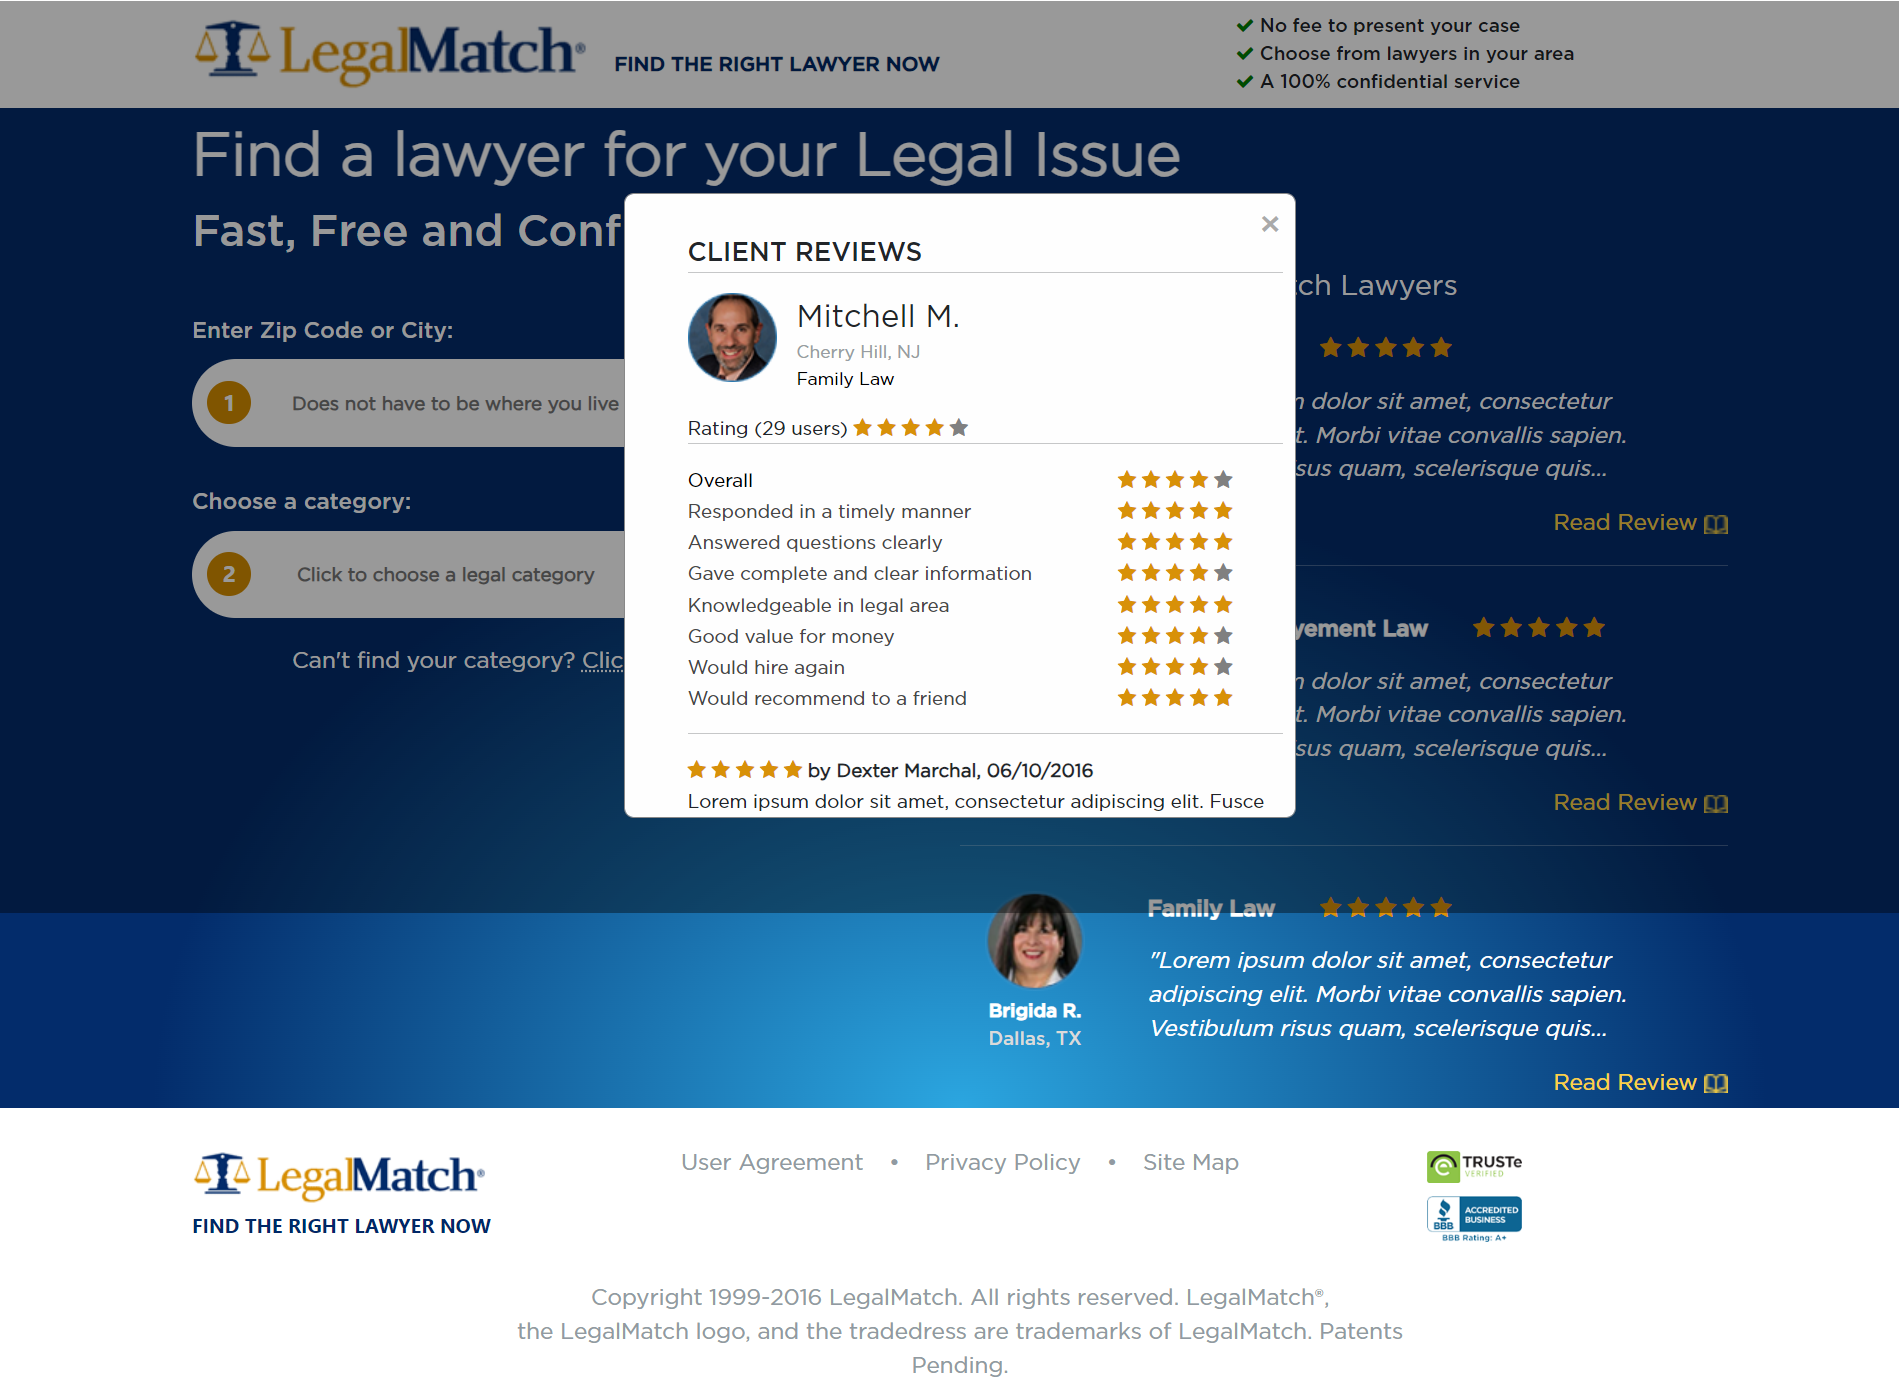 LegalMatch®
FIND THE RIGHT LAWYER NOW
No fee to present your case
Choose from lawyers in your area
A 100% confidential service
Find a lawyer for your Legal Issue
Fast, Free and Conf
Enter Zip Code or City:
1 Does not have to be where you live
Choose a category:
2 Click to choose a legal category
Can't find your category? Clic
×
CLIENT REVIEWS
Mitchell M.
Cherry Hill, NJ
Family Law
Rating (29 users)
Overall
Responded in a timely manner
Answered questions clearly
Gave complete and clear information
Knowledgeable in legal area
Good value for money
Would hire again
Would recommend to a friend
by Dexter Marchal, 06/10/2016
Lorem ipsum dolor sit amet, consectetur adipiscing elit. Fusce
ch Lawyers
dolor sit amet, consectetur
t. Morbi vitae convallis sapien.
sus quam, scelerisque quis...
Read Review
yement Law
dolor sit amet, consectetur
t. Morbi vitae convallis sapien.
sus quam, scelerisque quis...
Read Review
Brigida R.
Dallas, TX
Family Law
"Lorem ipsum dolor sit amet, consectetur
adipiscing elit. Morbi vitae convallis sapien.
Vestibulum risus quam, scelerisque quis...
Read Review
LegalMatch®
FIND THE RIGHT LAWYER NOW
User Agreement • Privacy Policy • Site Map
TRUSTe
VERIFIED
BBB
ACCREDITED
BUSINESS
BBB Rating: A+
Copyright 1999-2016 LegalMatch. All rights reserved. LegalMatch®,
the LegalMatch logo, and the tradedress are trademarks of LegalMatch. Patents
Pending.